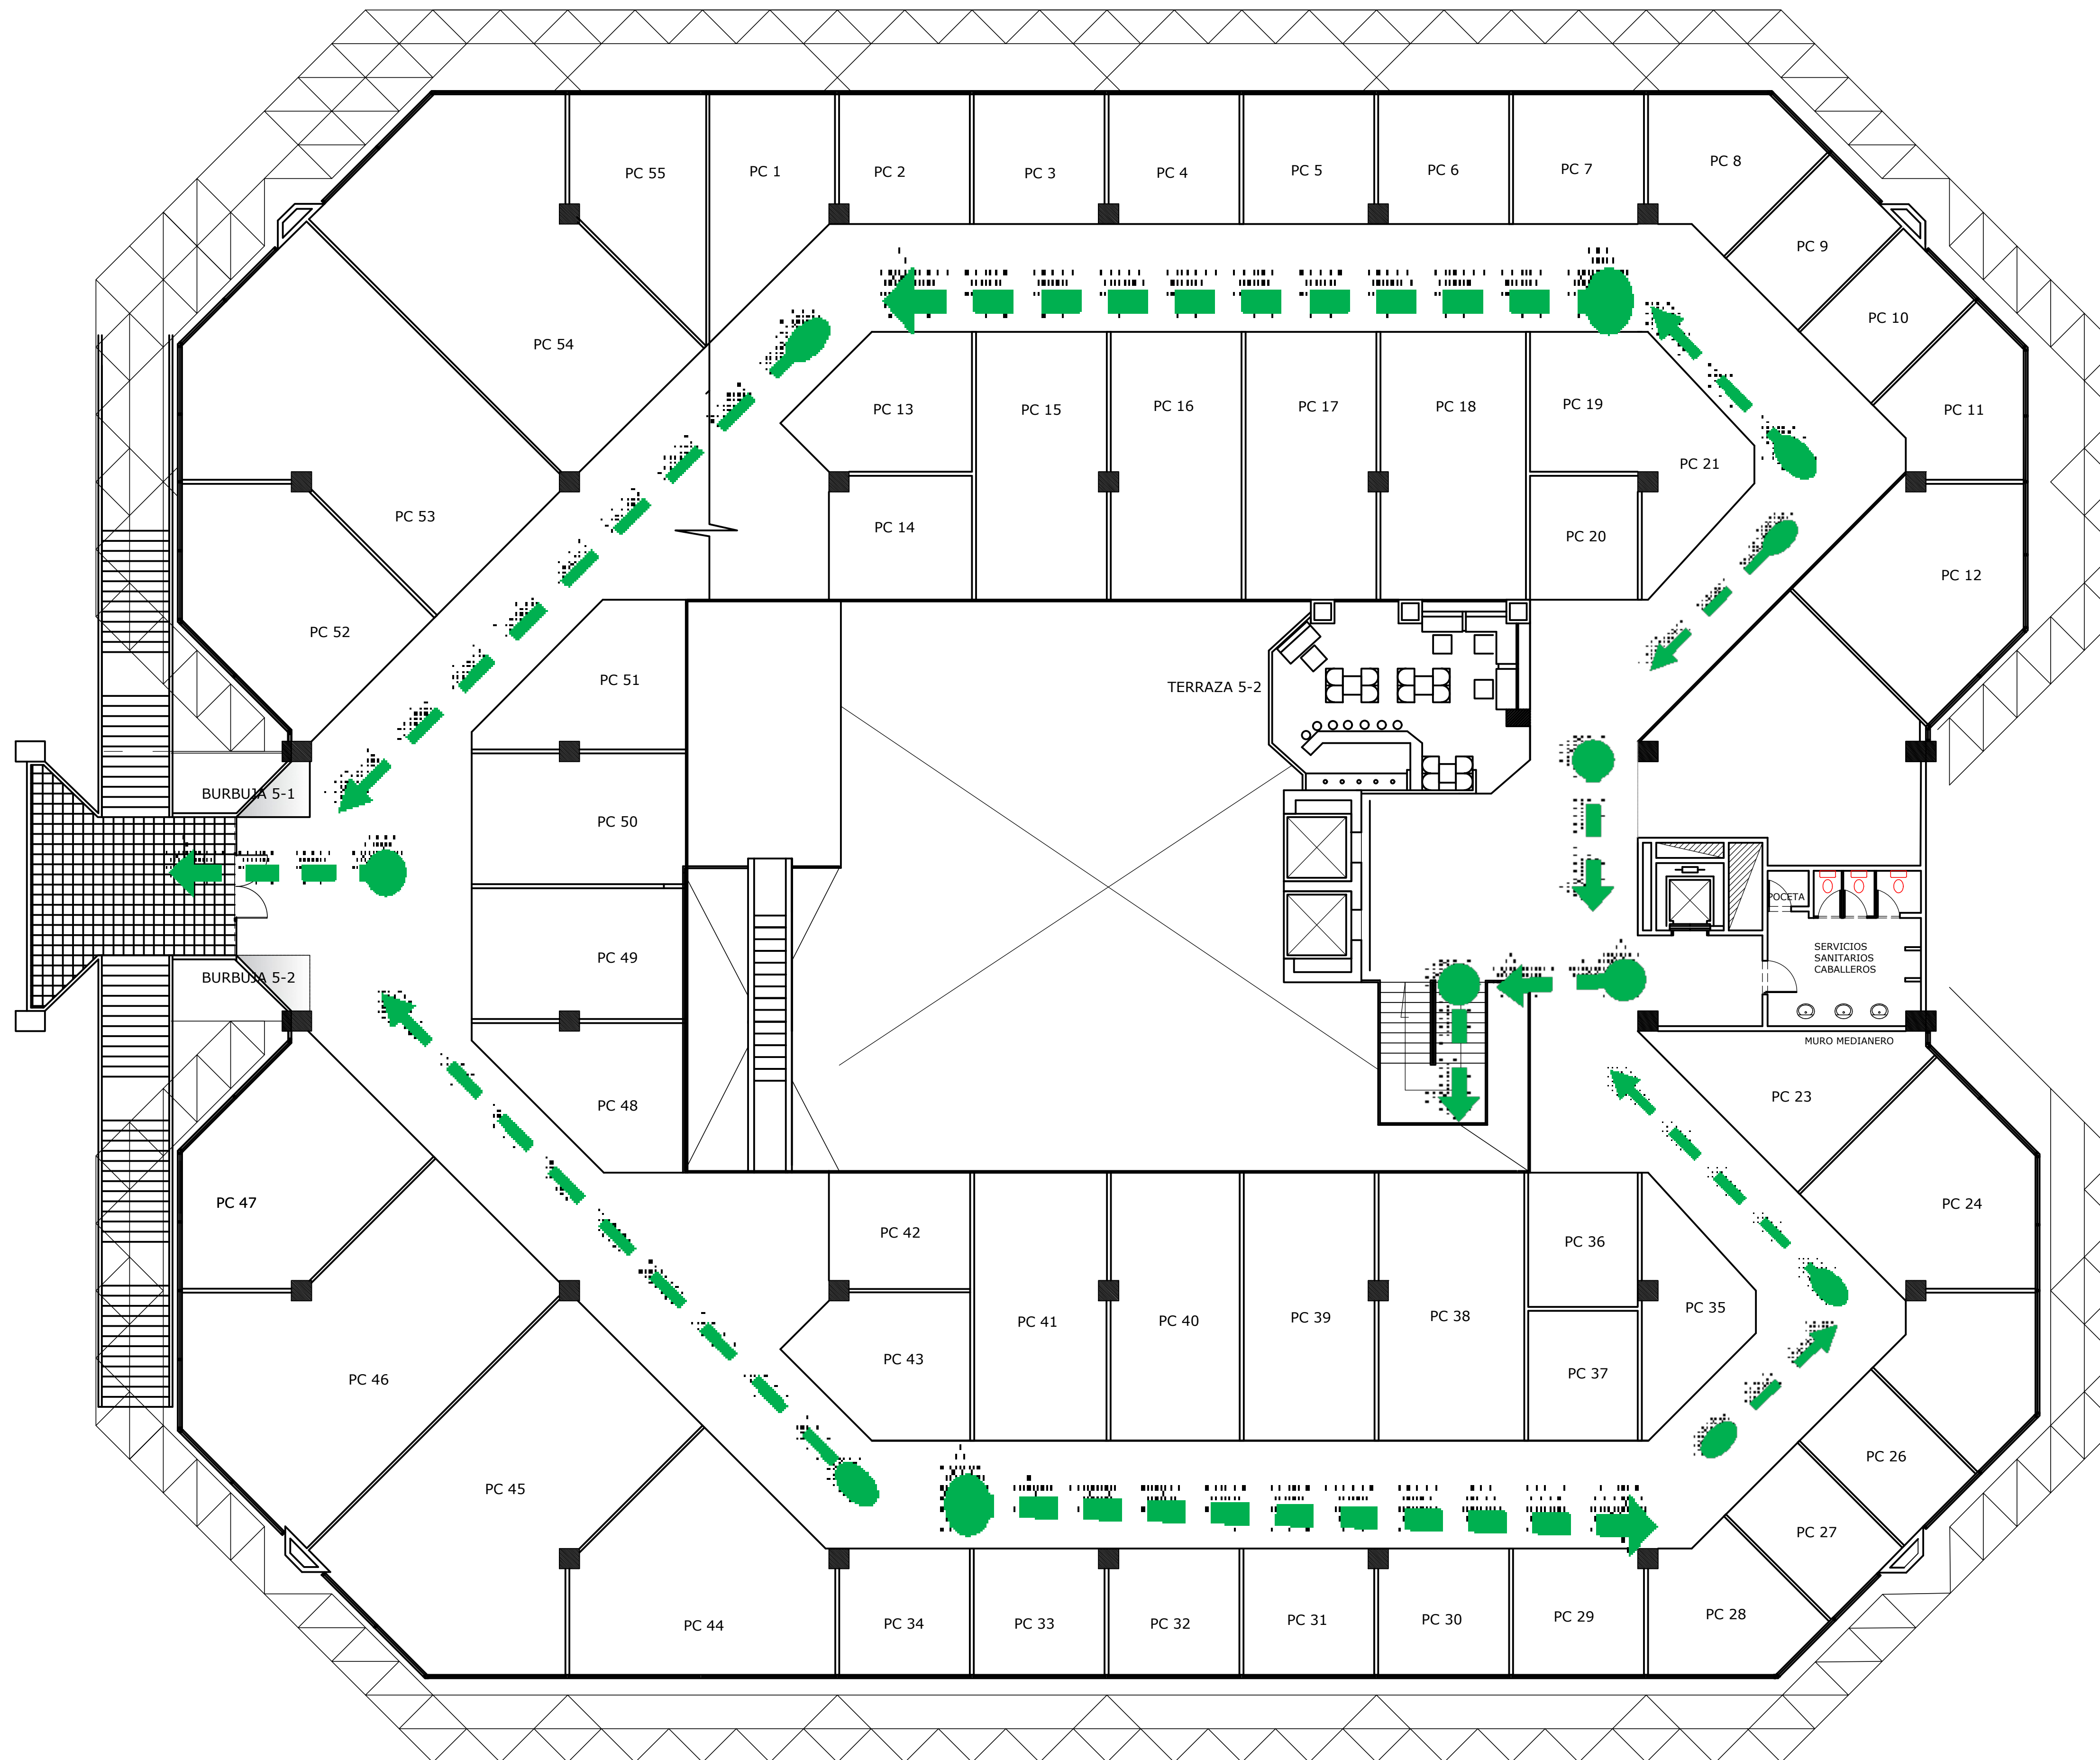 PC 55
PC 1
PC 2
PC 3
PC 4
PC 5
PC 6
PC 7
PC 8
PC 9
PC 10
PC 11
PC 12
PC 54
PC 53
PC 52
PC 13
PC 14
PC 15
PC 16
PC 17
PC 18
PC 19
PC 21
PC 20
PC 51
PC 50
PC 49
PC 48
TERRAZA 5-2
BURBUJA 5-1
BURBUJA 5-2
POCETA
SERVICIOS
SANITARIOS
CABALLEROS
MURO MEDIANERO
PC 23
PC 24
PC 47
PC 46
PC 45
PC 44
PC 42
PC 43
PC 41
PC 40
PC 39
PC 38
PC 36
PC 35
PC 37
PC 26
PC 27
PC 28
PC 34
PC 33
PC 32
PC 31
PC 30
PC 29